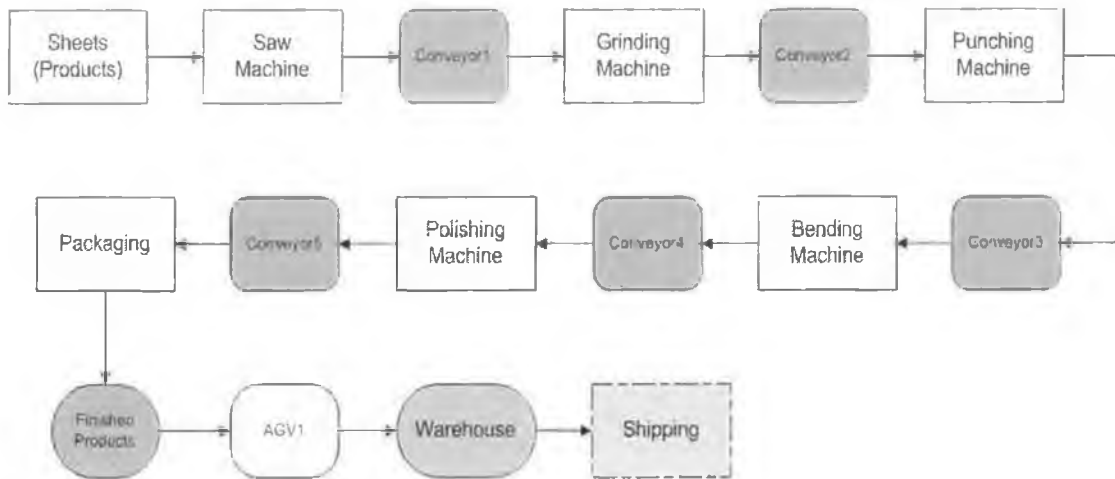 Sheets
(Products)
Saw
Machine
Conveyor1
Grinding
Machine
Conveyor2
Punching
Machine
Packaging
Conveyor5
Polishing
Machine
Conveyor4
Bending
Machine
Conveyor3
Finished
Products
AGV1
Warehouse
Shipping